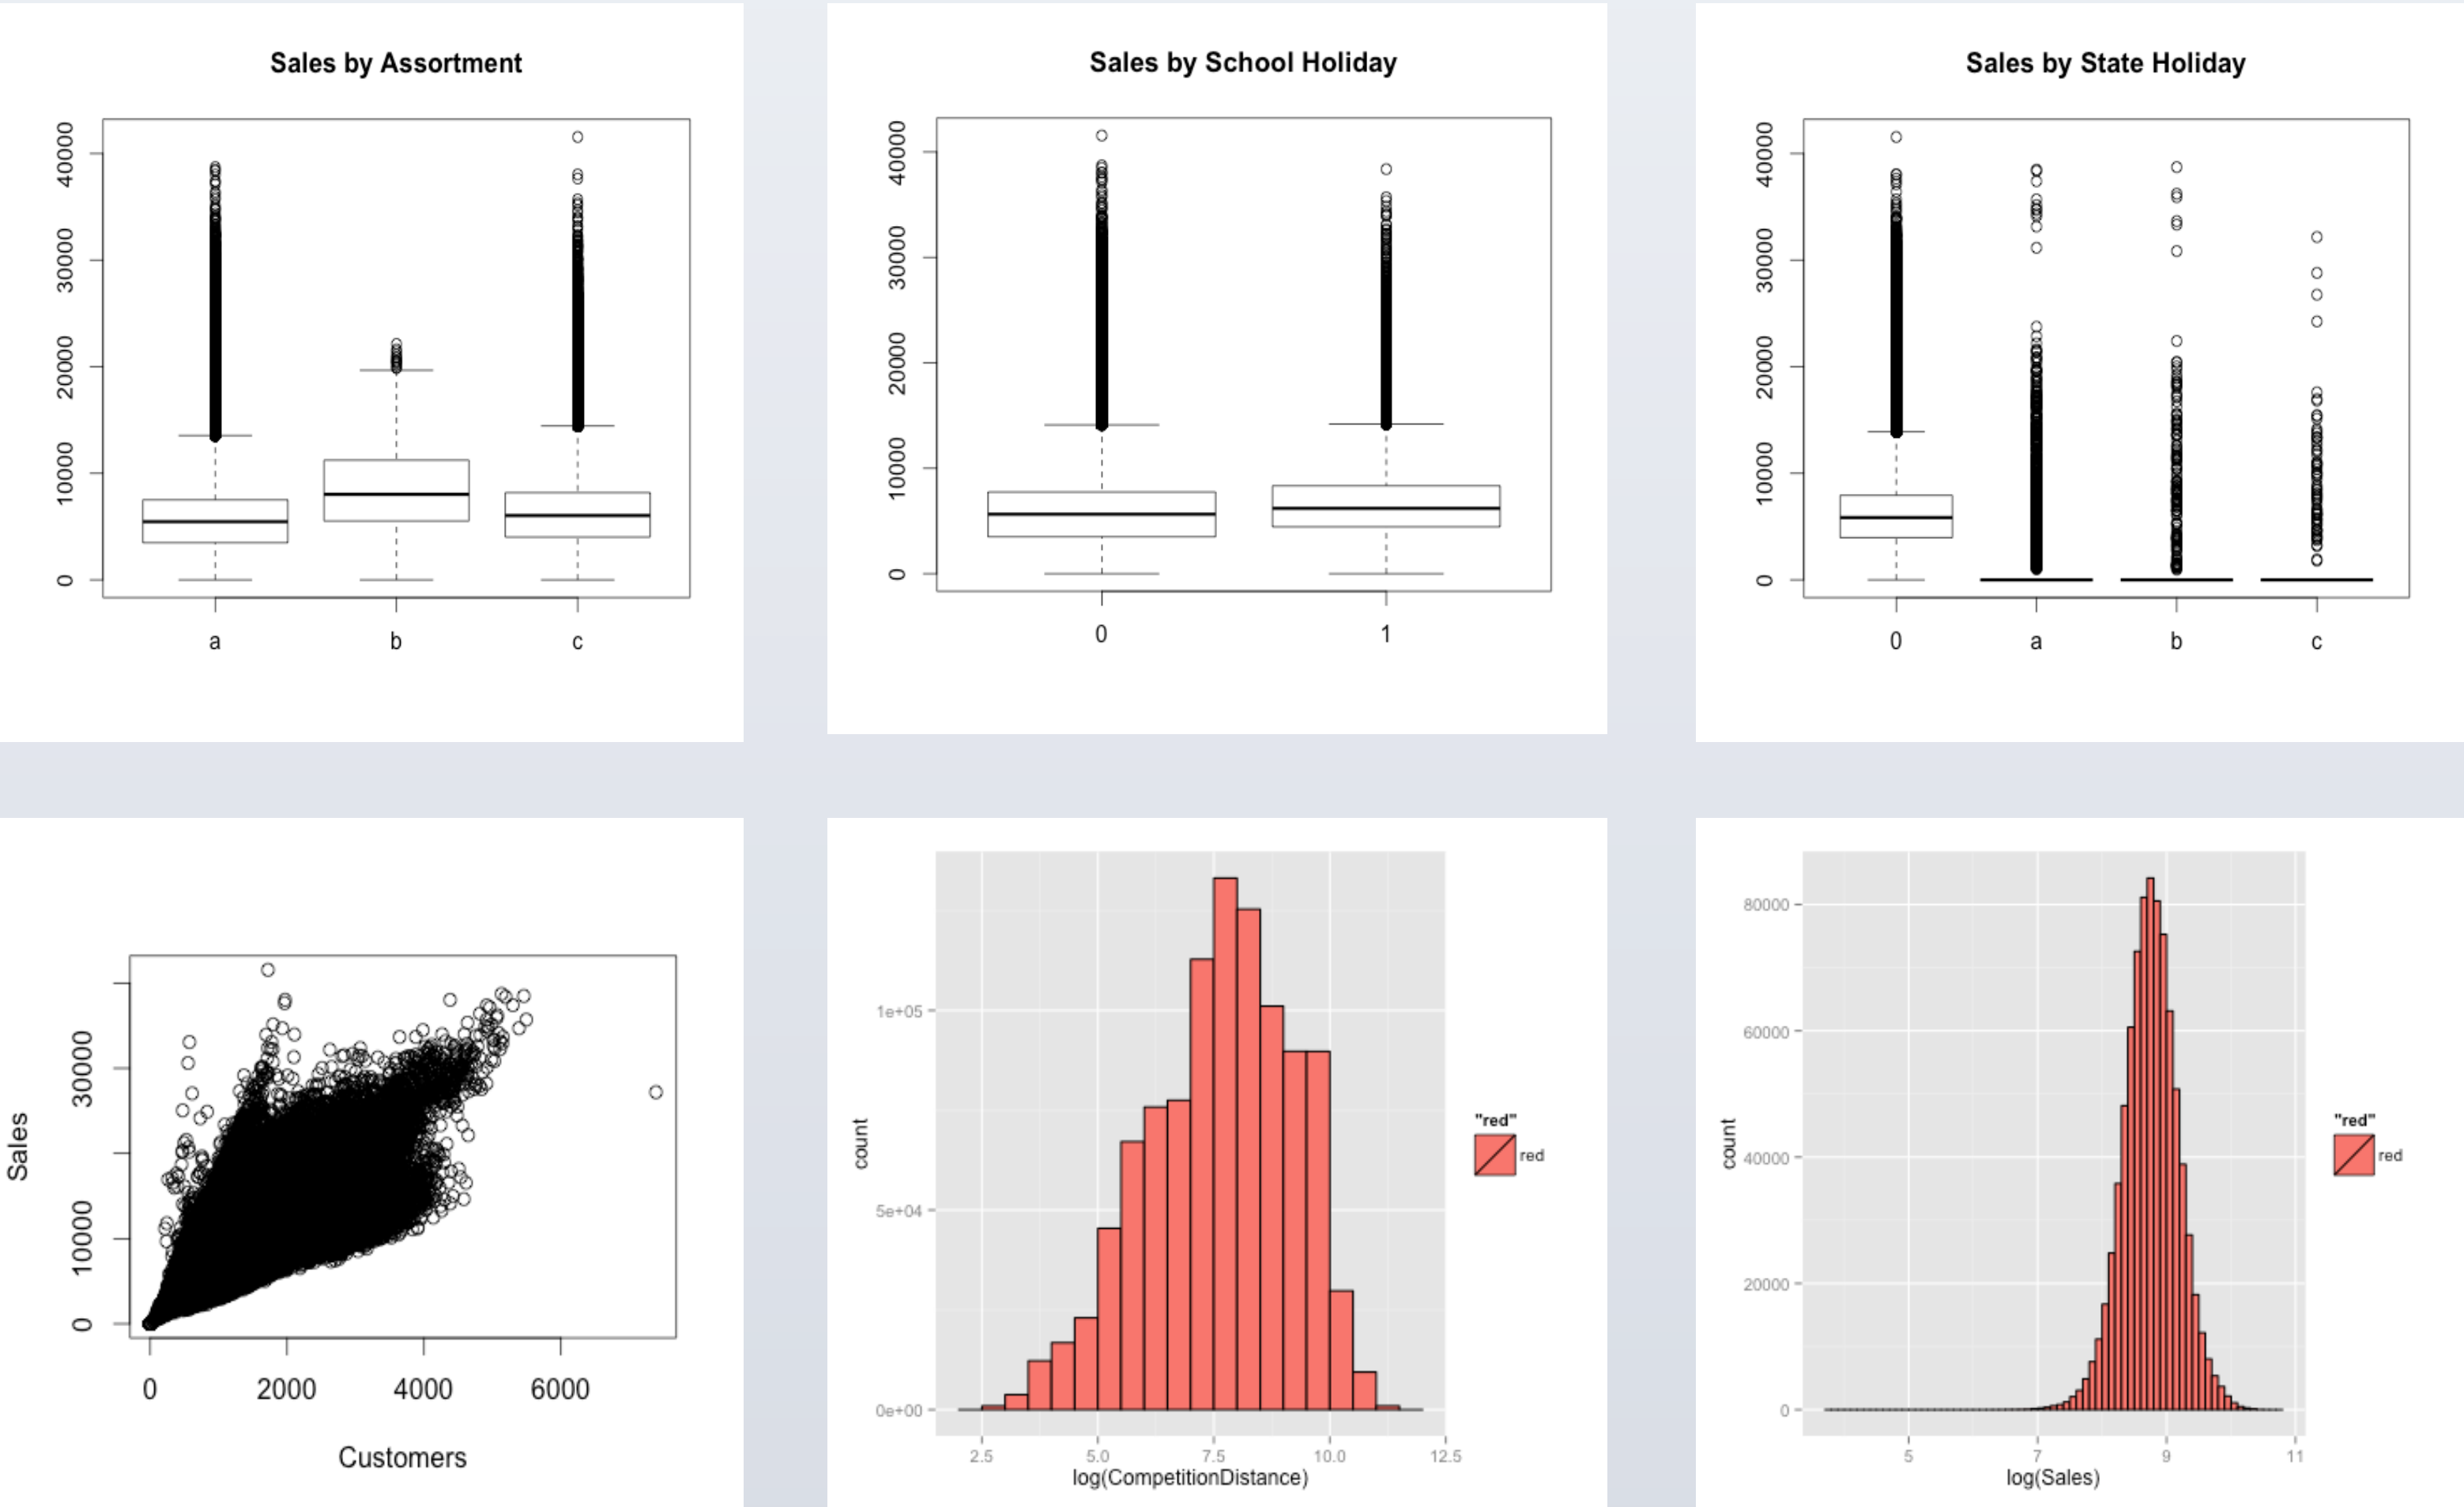 Sales by Assortment
40000
30000
20000
10000
0
a b c
Sales by School Holiday
40000
30000
20000
10000
0
0 1
Sales by State Holiday
40000
30000
20000
10000
0
0 a b c
Sales
30000
10000
0
0 2000 4000 6000
Customers
count
1e+05
5e+04
0e+00
2.5 5.0 7.5 10.0 12.5
log(CompetitionDistance)
"red"
red
count
80000
60000
40000
20000
0
5 7 9 11
log(Sales)
"red"
red